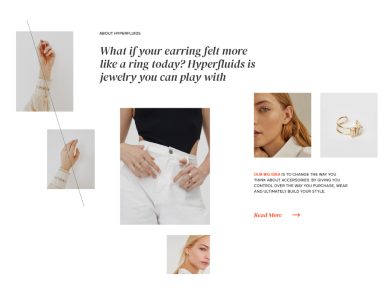 ABOUT HYPERFLUIDS
What if your earring felt more
like a ring today? Hyperfluids is
jewelry you can play with
OUR BIG IDEA IS TO CHANGE THE WAY YOU
THINK ABOUT ACCESSORIES. BY GIVING YOU
CONTROL OVER THE WAY YOU PURCHASE, WEAR
AND ULTIMATELY BUILD YOUR STYLE.
Read More